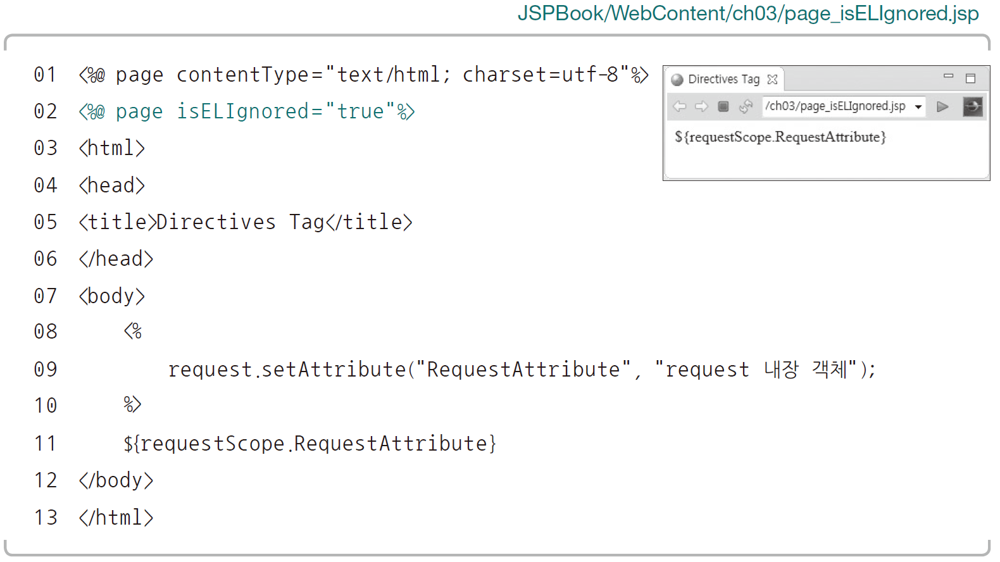 JSPBook/WebContent/ch03/page_isELIgnored.jsp
01 <%@ page contentType="text/html; charset=utf-8"%>
02 <%@ page isELIgnored="true"%>
03 <html>
04 <head>
05 <title>Directives Tag</title>
06 </head>
07 <body>
08 <%
09 request.setAttribute("RequestAttribute", "request 내장 객체");
10 %>
11 ${requestScope.RequestAttribute}
12 </body>
13 </html>
Directives Tag
/ch03/page_isELIgnored.jsp
${requestScope.RequestAttribute}